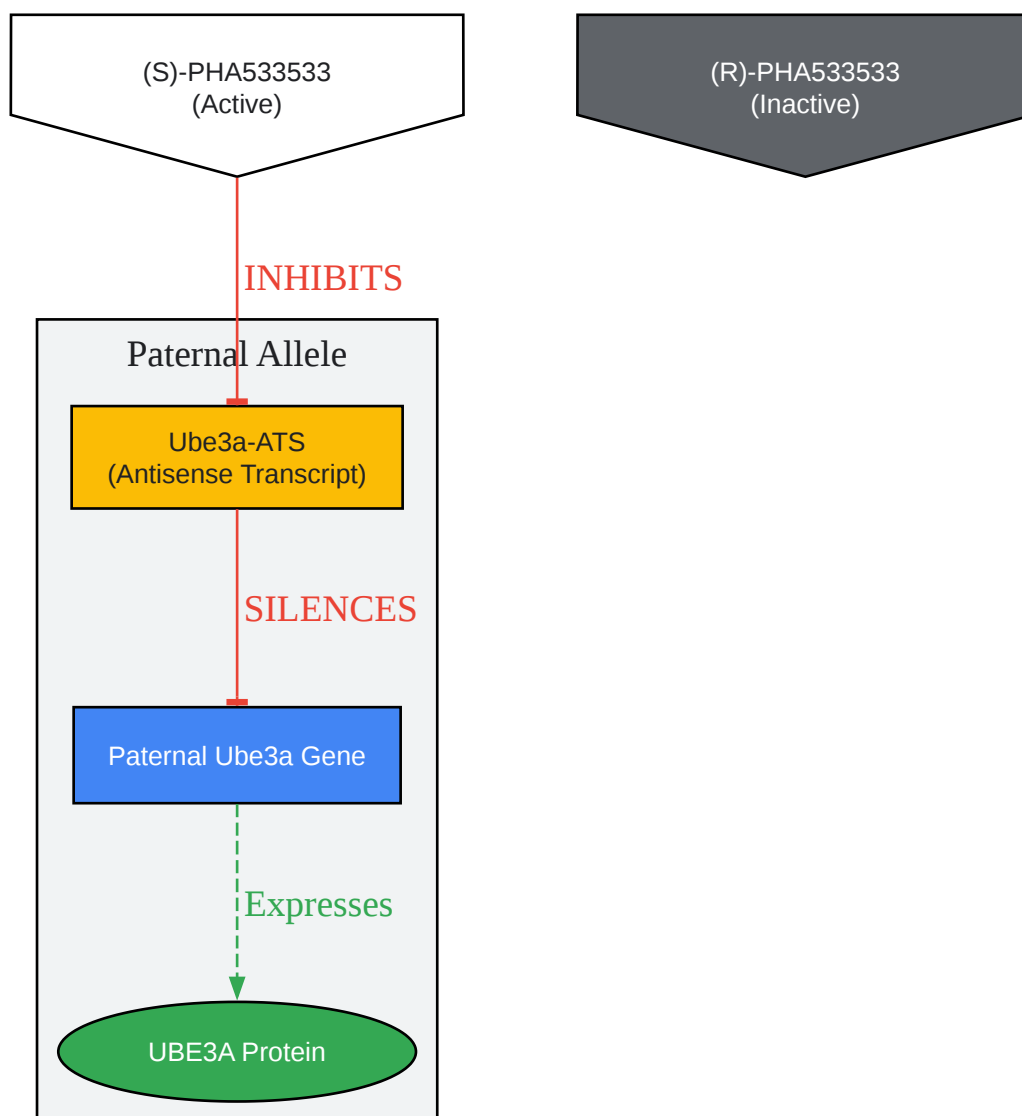 (S)-PHA533533
(Active)
(R)-PHA533533
(Inactive)
INHIBITS
Paternal Allele
Ube3a-ATS
(Antisense Transcript)
SILENCES
Paternal Ube3a Gene
Expresses
UBE3A Protein